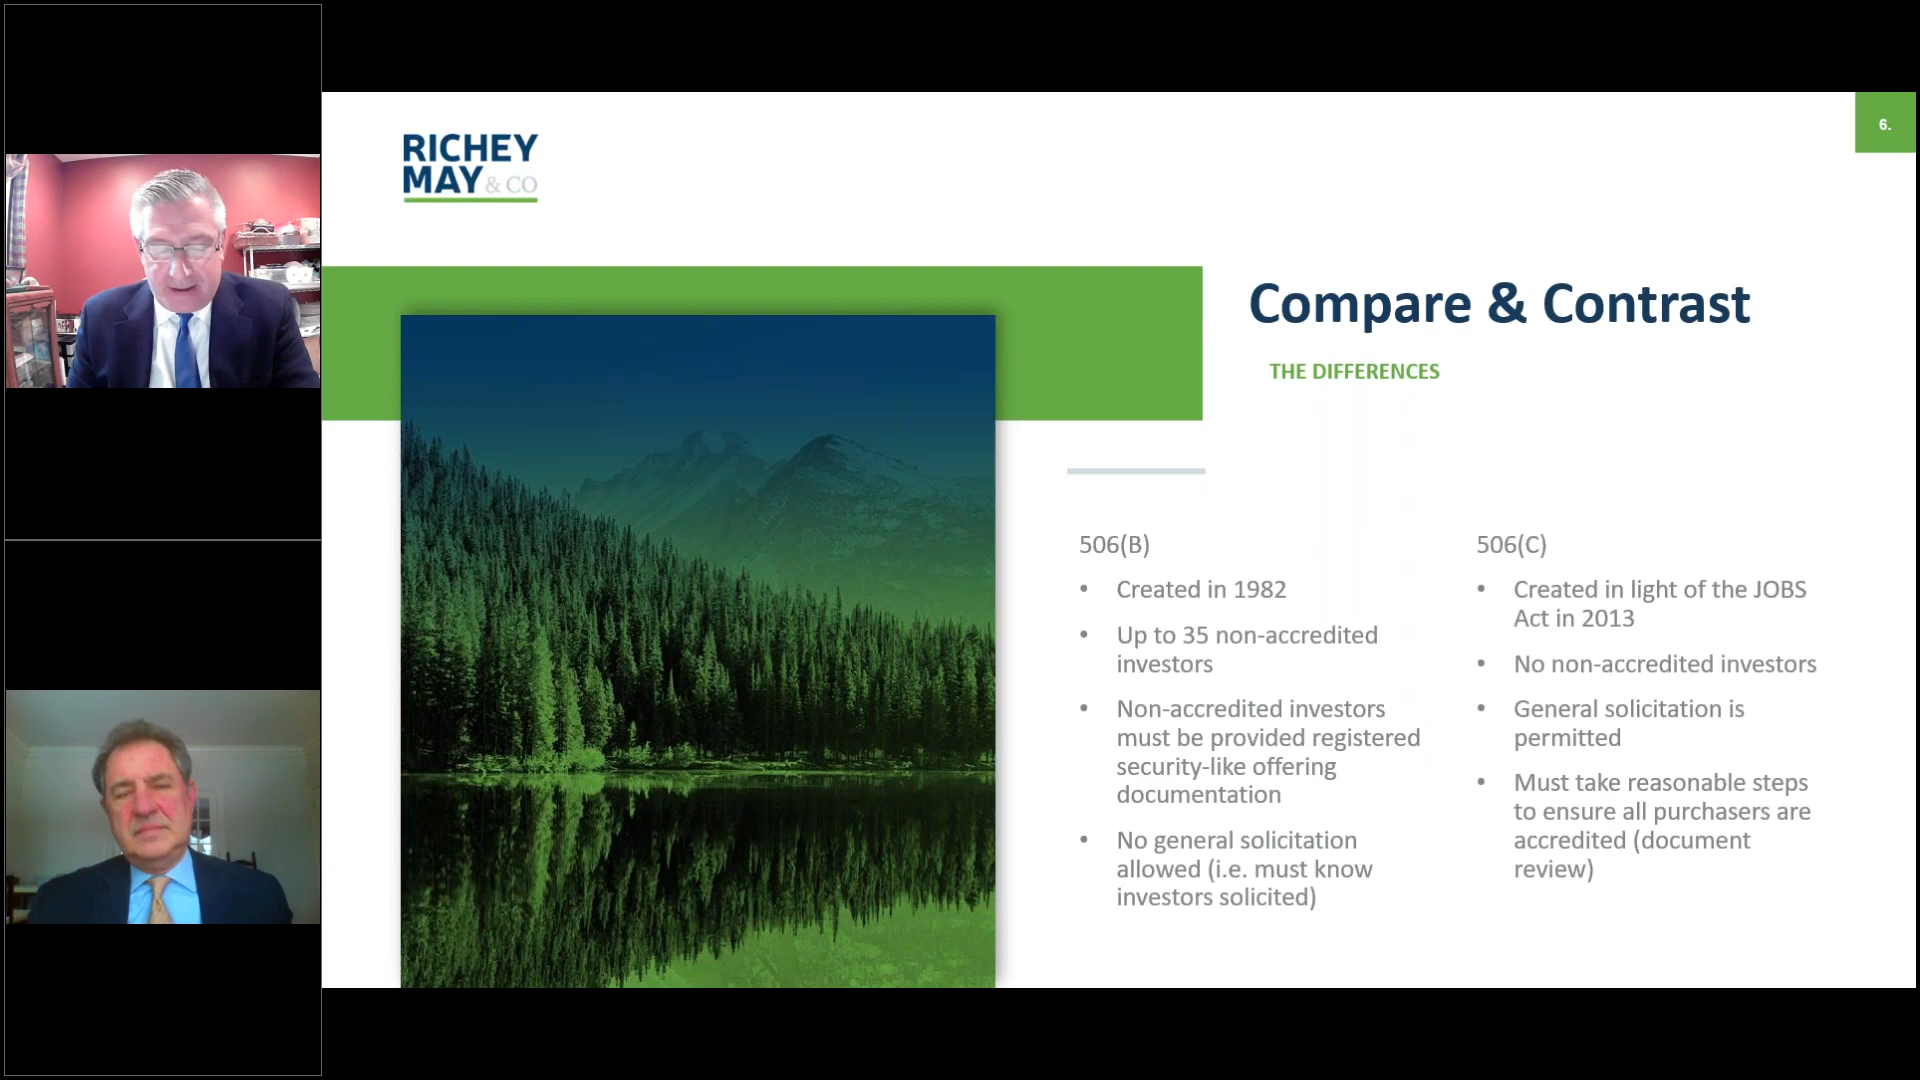 RICHEY
MAY & CO
6.
Compare & Contrast
THE DIFFERENCES
506(B)
• Created in 1982
• Up to 35 non-accredited
investors
• Non-accredited investors
must be provided registered
security-like offering
documentation
• No general solicitation
allowed (i.e. must know
investors solicited)
506(C)
• Created in light of the JOBS
Act in 2013
• No non-accredited investors
• General solicitation is
permitted
• Must take reasonable steps
to ensure all purchasers are
accredited (document
review)